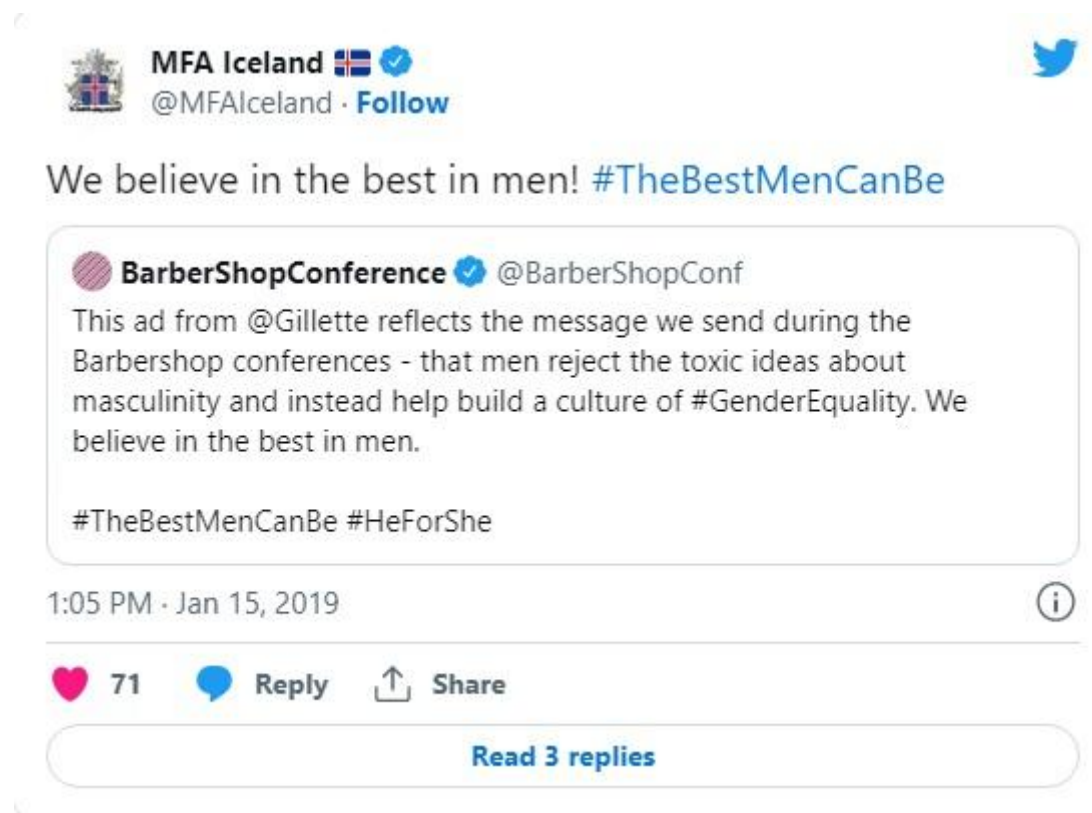 MFA Iceland 🇮🇸
@MFAIceland · Follow
We believe in the best in men! #TheBestMenCanBe
BarberShopConference @BarberShopConf
This ad from @Gillette reflects the message we send during the
Barbershop conferences - that men reject the toxic ideas about
masculinity and instead help build a culture of #GenderEquality. We
believe in the best in men.
#TheBestMenCanBe #HeForShe
1:05 PM · Jan 15, 2019
71 Reply Share
Read 3 replies